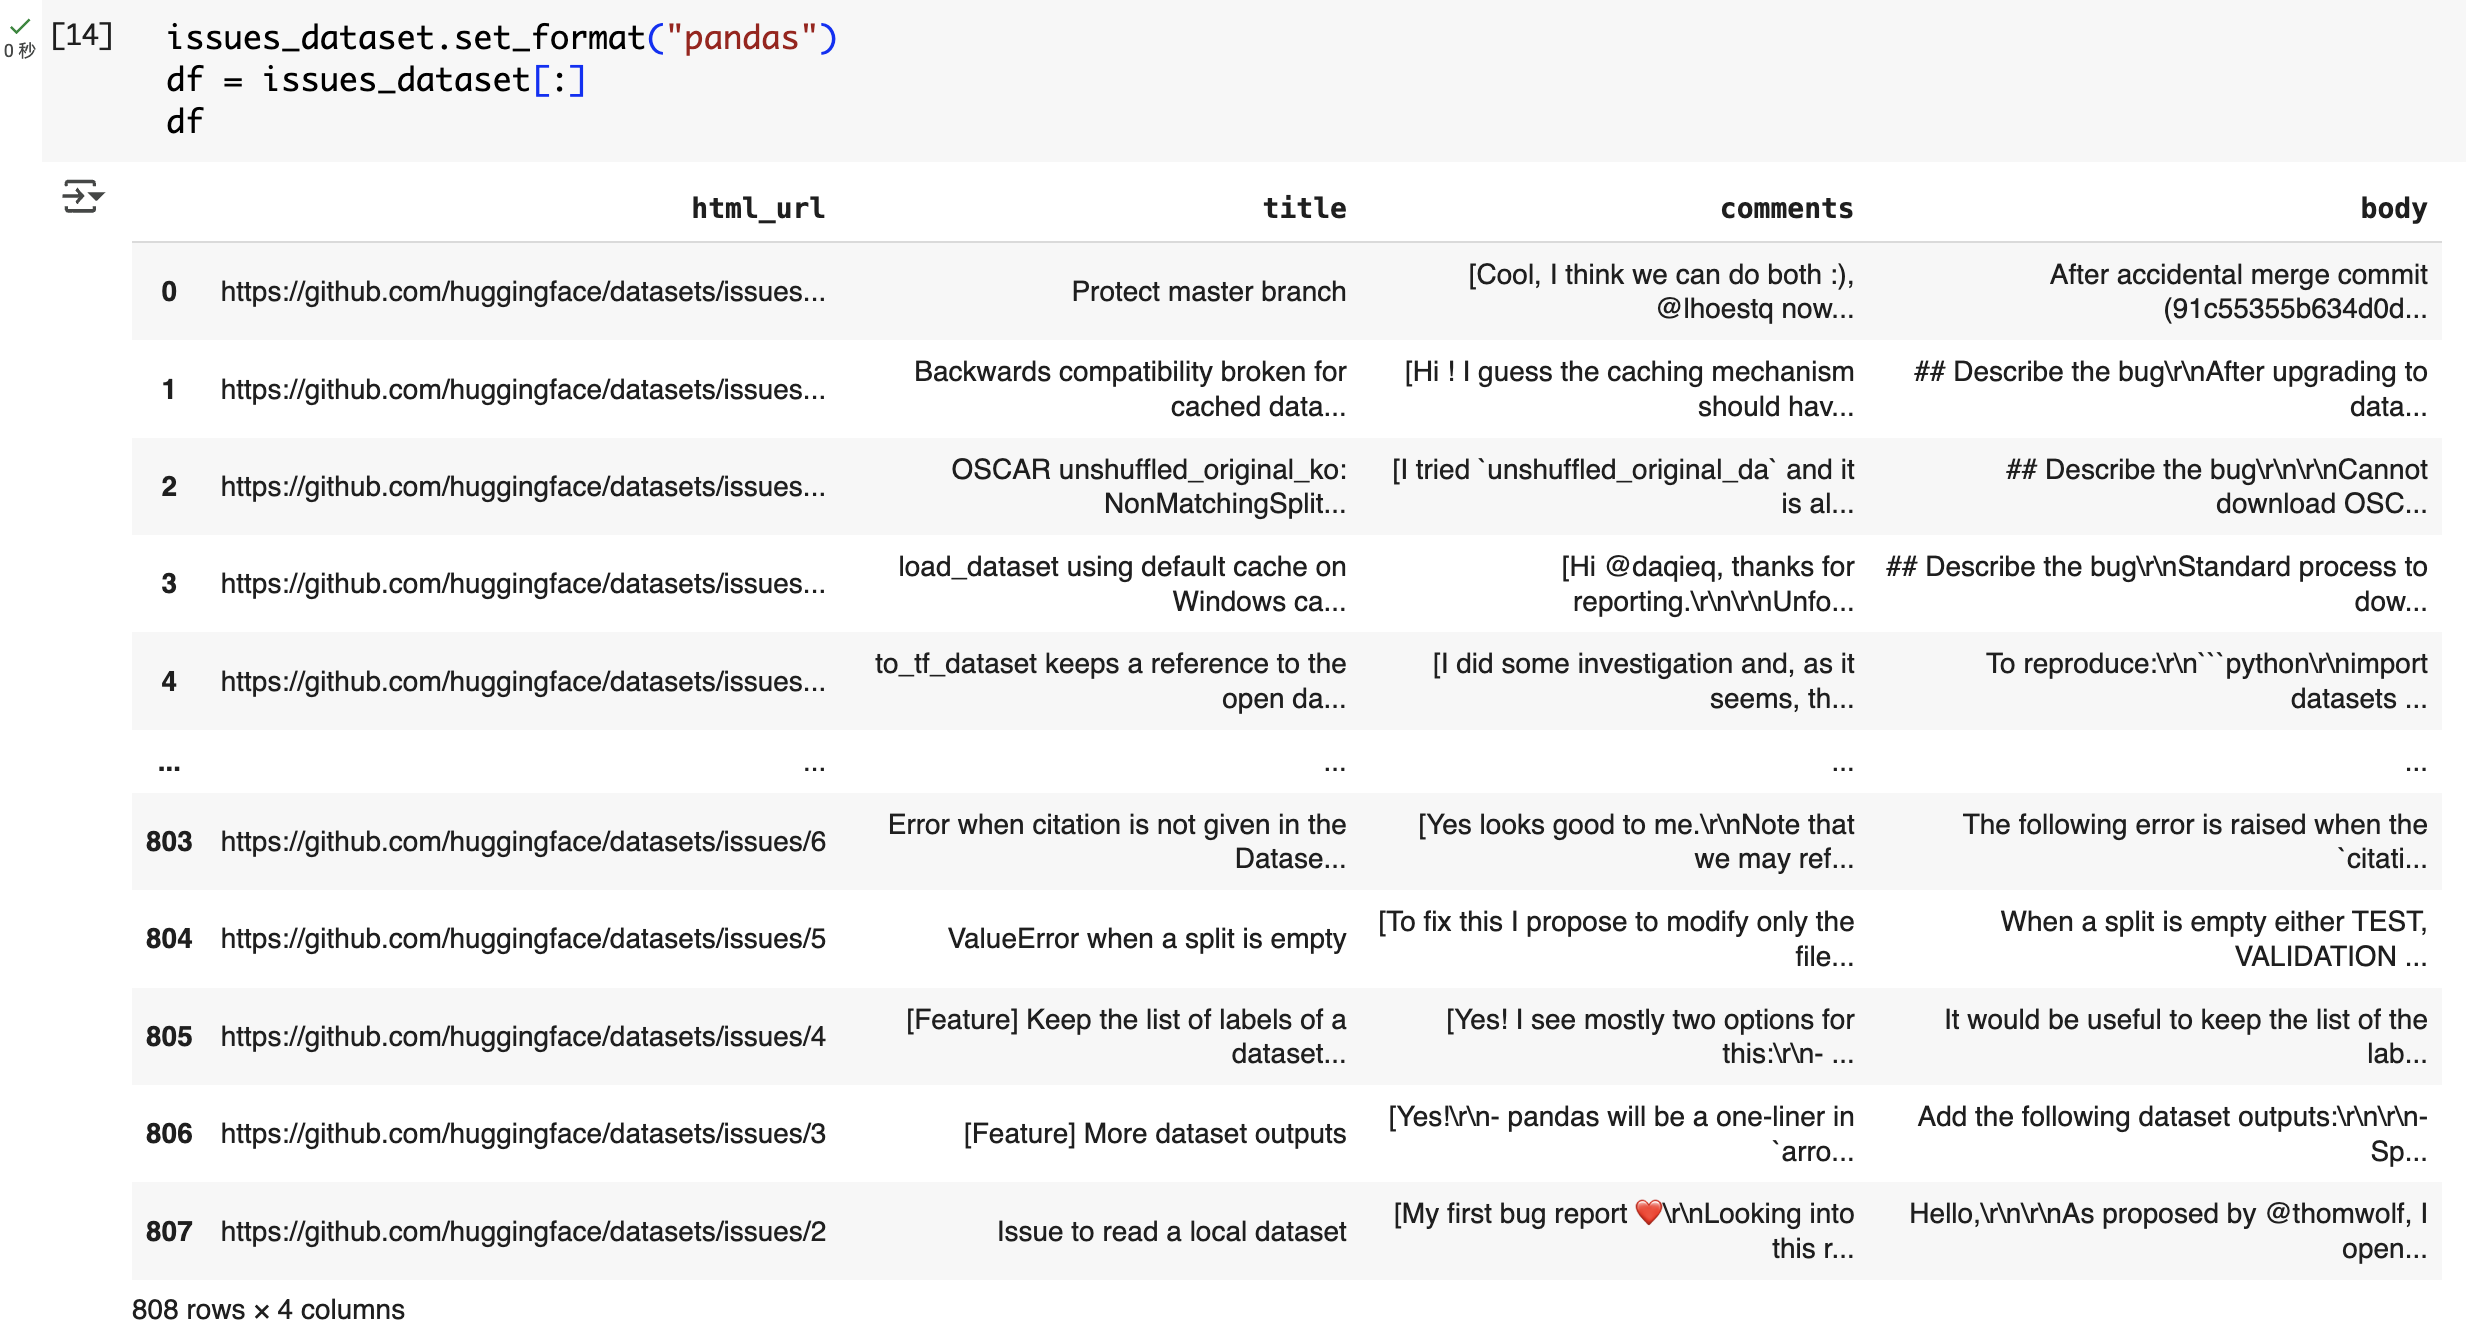 [14] issues_dataset.set_format("pandas")
0 秒
df = issues_dataset[:]
df
html_url title comments body
0 https://github.com/huggingface/datasets/issues... Protect master branch [Cool, I think we can do both :), @lhoestq now... After accidental merge commit (91c55355b634d0d...
1 https://github.com/huggingface/datasets/issues... Backwards compatibility broken for cached data... [Hi ! I guess the caching mechanism should hav... ## Describe the bug\r\nAfter upgrading to data...
2 https://github.com/huggingface/datasets/issues... OSCAR unshuffled_original_ko: NonMatchingSplit... [I tried `unshuffled_original_da` and it is al... ## Describe the bug\r\n\r\nCannot download OSC...
3 https://github.com/huggingface/datasets/issues... load_dataset using default cache on Windows ca... [Hi @daqieq, thanks for reporting.\r\n\r\nUnfo... ## Describe the bug\r\nStandard process to dow...
4 https://github.com/huggingface/datasets/issues... to_tf_dataset keeps a reference to the open da... [I did some investigation and, as it seems, th... To reproduce:\r\n```python\r\nimport datasets ...
... ... ... ... ...
803 https://github.com/huggingface/datasets/issues/6 Error when citation is not given in the Datase... [Yes looks good to me.\r\nNote that we may ref... The following error is raised when the `citati...
804 https://github.com/huggingface/datasets/issues/5 ValueError when a split is empty [To fix this I propose to modify only the file... When a split is empty either TEST, VALIDATION ...
805 https://github.com/huggingface/datasets/issues/4 [Feature] Keep the list of labels of a dataset... [Yes! I see mostly two options for this:\r\n- ... It would be useful to keep the list of the lab...
806 https://github.com/huggingface/datasets/issues/3 [Feature] More dataset outputs [Yes!\r\n- pandas will be a one-liner in `arro... Add the following dataset outputs:\r\n\r\n- Sp...
807 https://github.com/huggingface/datasets/issues/2 Issue to read a local dataset [My first bug report ❤️\r\nLooking into this r... Hello,\r\n\r\nAs proposed by @thomwolf, I open...
808 rows × 4 columns